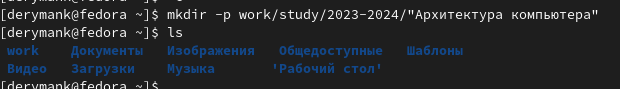 [derymank@fedora ~]$ mkdir -p work/study/2023-2024/"Архитектура компьютера"
[derymank@fedora ~]$ ls
work Документы Изображения Общедоступные Шаблоны
Видео Загрузки Музыка 'Рабочий стол'
[derymank@fedora ~]$